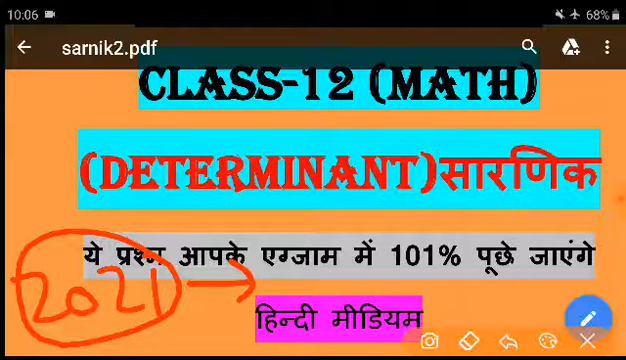 10:06 68%
sarnik2.pdf
CLASS-12 (MATH)
(DETERMINANT)सारणिक
ये प्रश्न आपके एग्जाम में 101% पूछे जाएंगे
2021
हिन्दी मीडियम